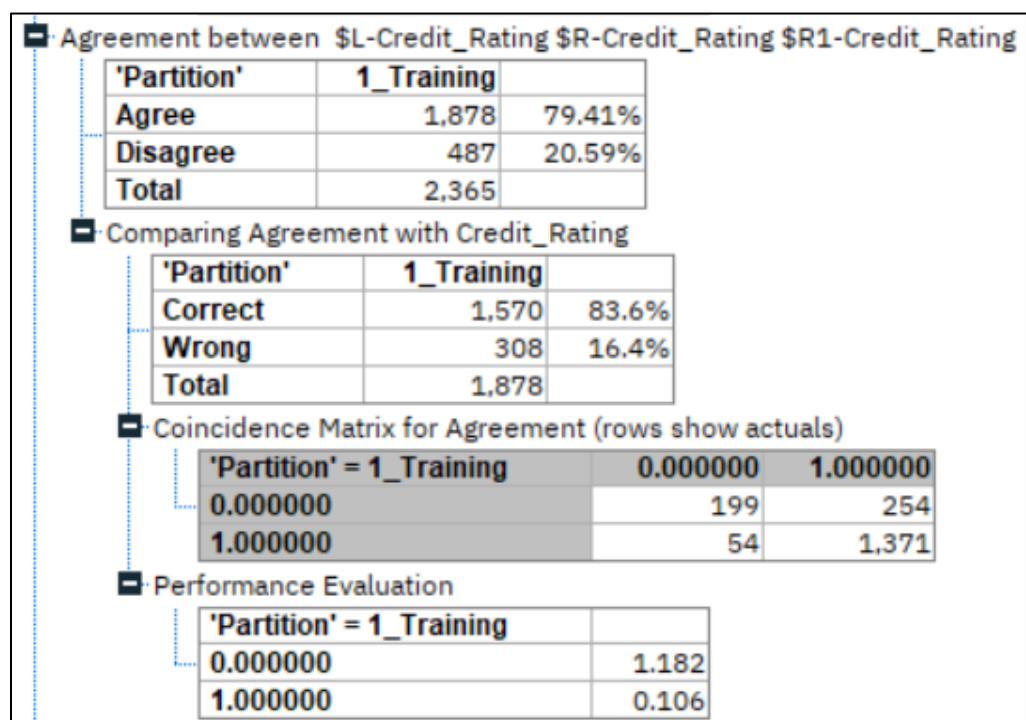 Agreement between $L-Credit_Rating $R-Credit_Rating $R1-Credit_Rating
'Partition' 1_Training
Agree 1,878 79.41%
Disagree 487 20.59%
Total 2,365
Comparing Agreement with Credit_Rating
'Partition' 1_Training
Correct 1,570 83.6%
Wrong 308 16.4%
Total 1,878
Coincidence Matrix for Agreement (rows show actuals)
'Partition' = 1_Training 0.000000 1.000000
0.000000 199 254
1.000000 54 1,371
Performance Evaluation
'Partition' = 1_Training
0.000000 1.182
1.000000 0.106